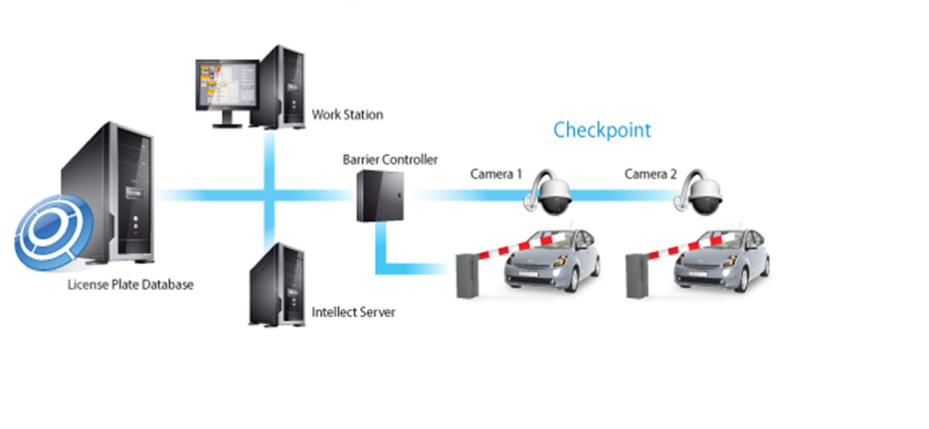 Work Station
Checkpoint
Barrier Controller
Camera 1
Camera 2
License Plate Database
Intellect Server